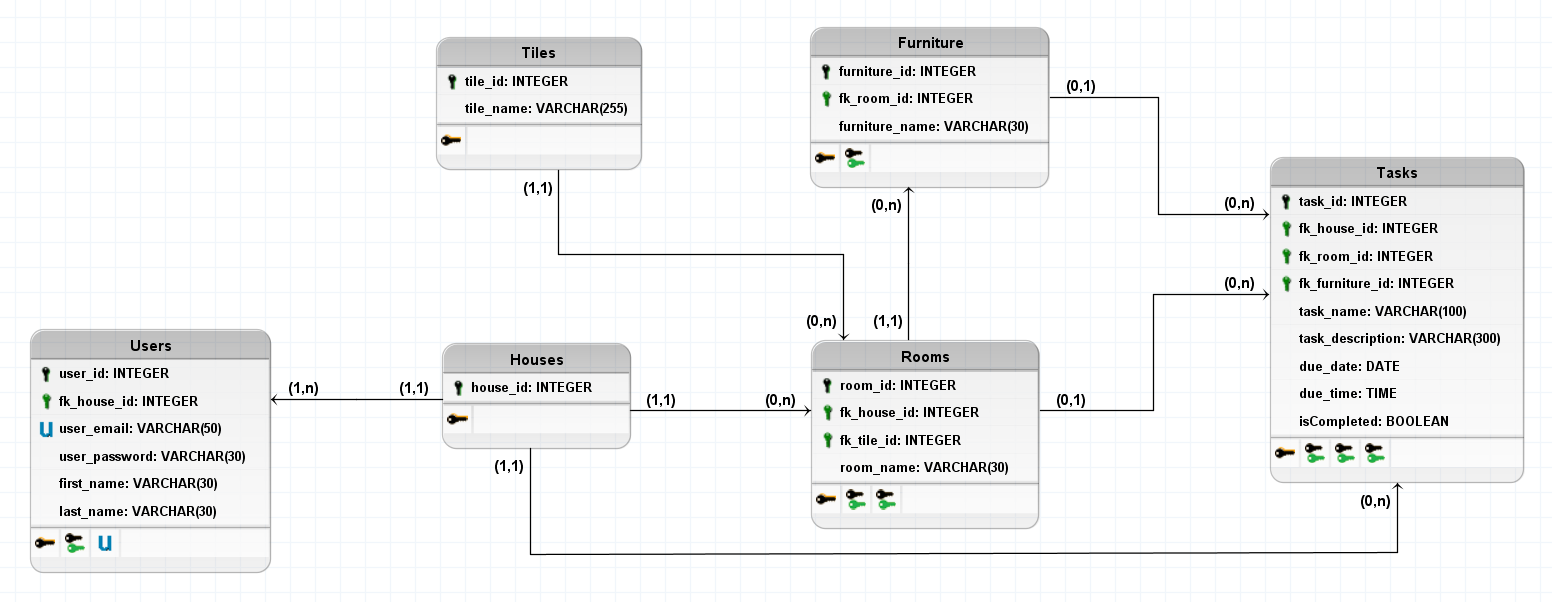 Tiles
tile_id: INTEGER
tile_name: VARCHAR(255)
(1,1)
Furniture
furniture_id: INTEGER
fk_room_id: INTEGER
furniture_name: VARCHAR(30)
(0,1)
(0,n)
(0,n)
Tasks
task_id: INTEGER
fk_house_id: INTEGER
fk_room_id: INTEGER
fk_furniture_id: INTEGER
task_name: VARCHAR(100)
task_description: VARCHAR(300)
due_date: DATE
due_time: TIME
isCompleted: BOOLEAN
(0,n)
(0,n)
Users
user_id: INTEGER
fk_house_id: INTEGER
U user_email: VARCHAR(50)
user_password: VARCHAR(30)
first_name: VARCHAR(30)
last_name: VARCHAR(30)
U
(1,n)
(1,1)
Houses
house_id: INTEGER
(1,1)
(0,n)
(1,1)
(0,n)
(1,1)
Rooms
room_id: INTEGER
fk_house_id: INTEGER
fk_tile_id: INTEGER
room_name: VARCHAR(30)
(0,1)